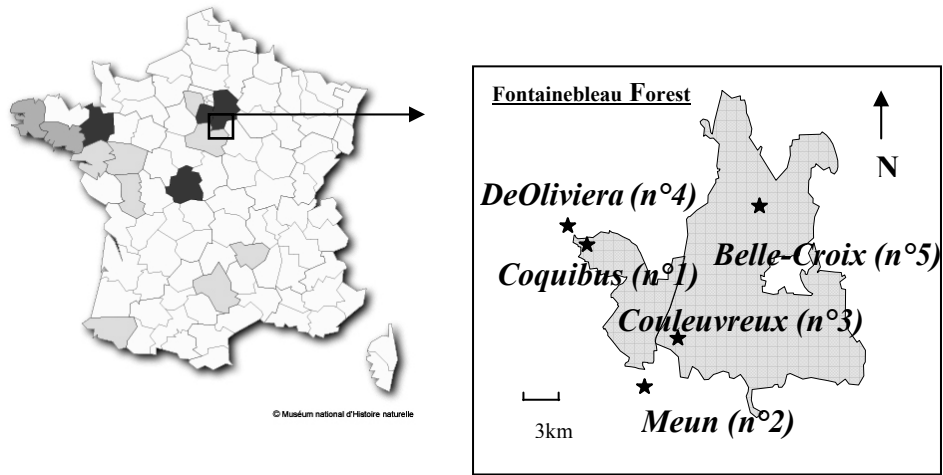 Fontainebleau Forest
N
DeOliviera (n°4)
Belle-Croix (n°5)
Coquibus (n°1)
Couleuvreux (n°3)
3km
Meun (n°2)
© Muséum national d'Histoire naturelle